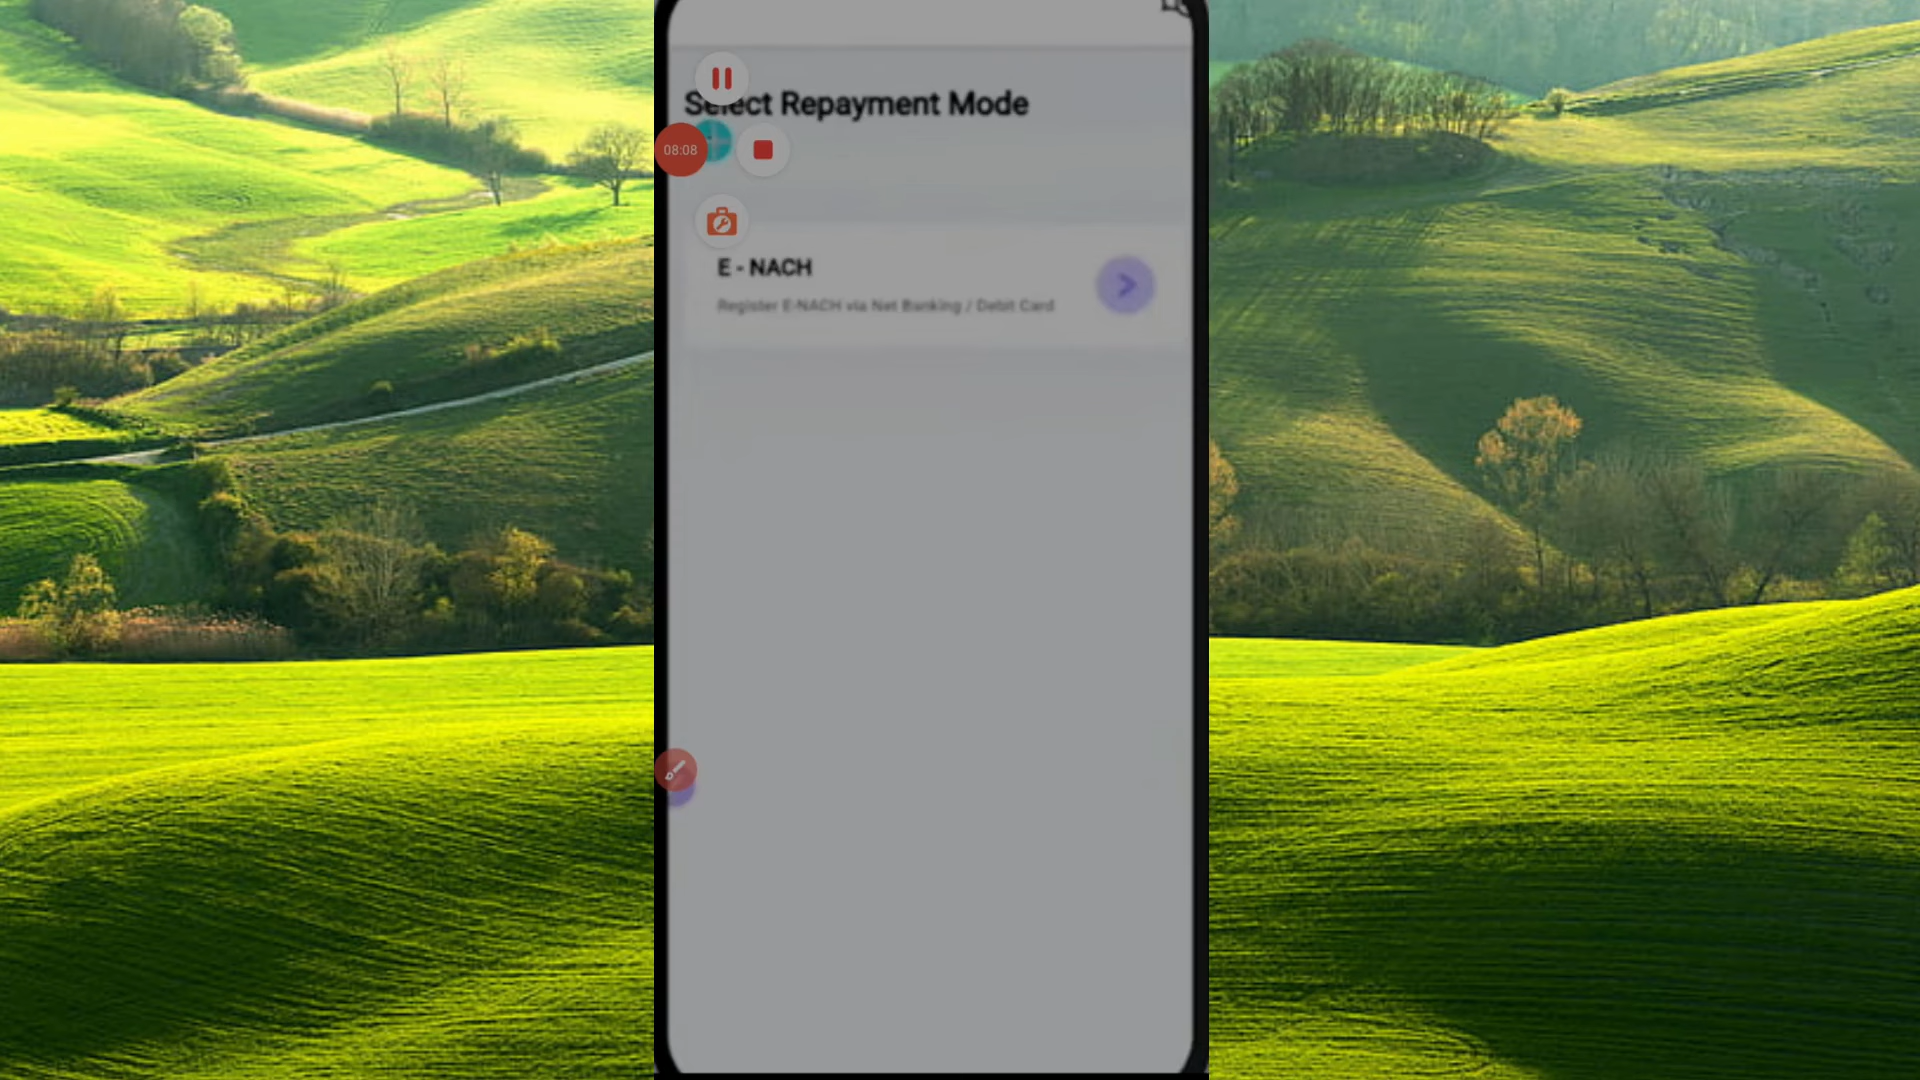 Select Repayment Mode
08:08
E - NACH
Register E-NACH via Net Banking / Debit Card